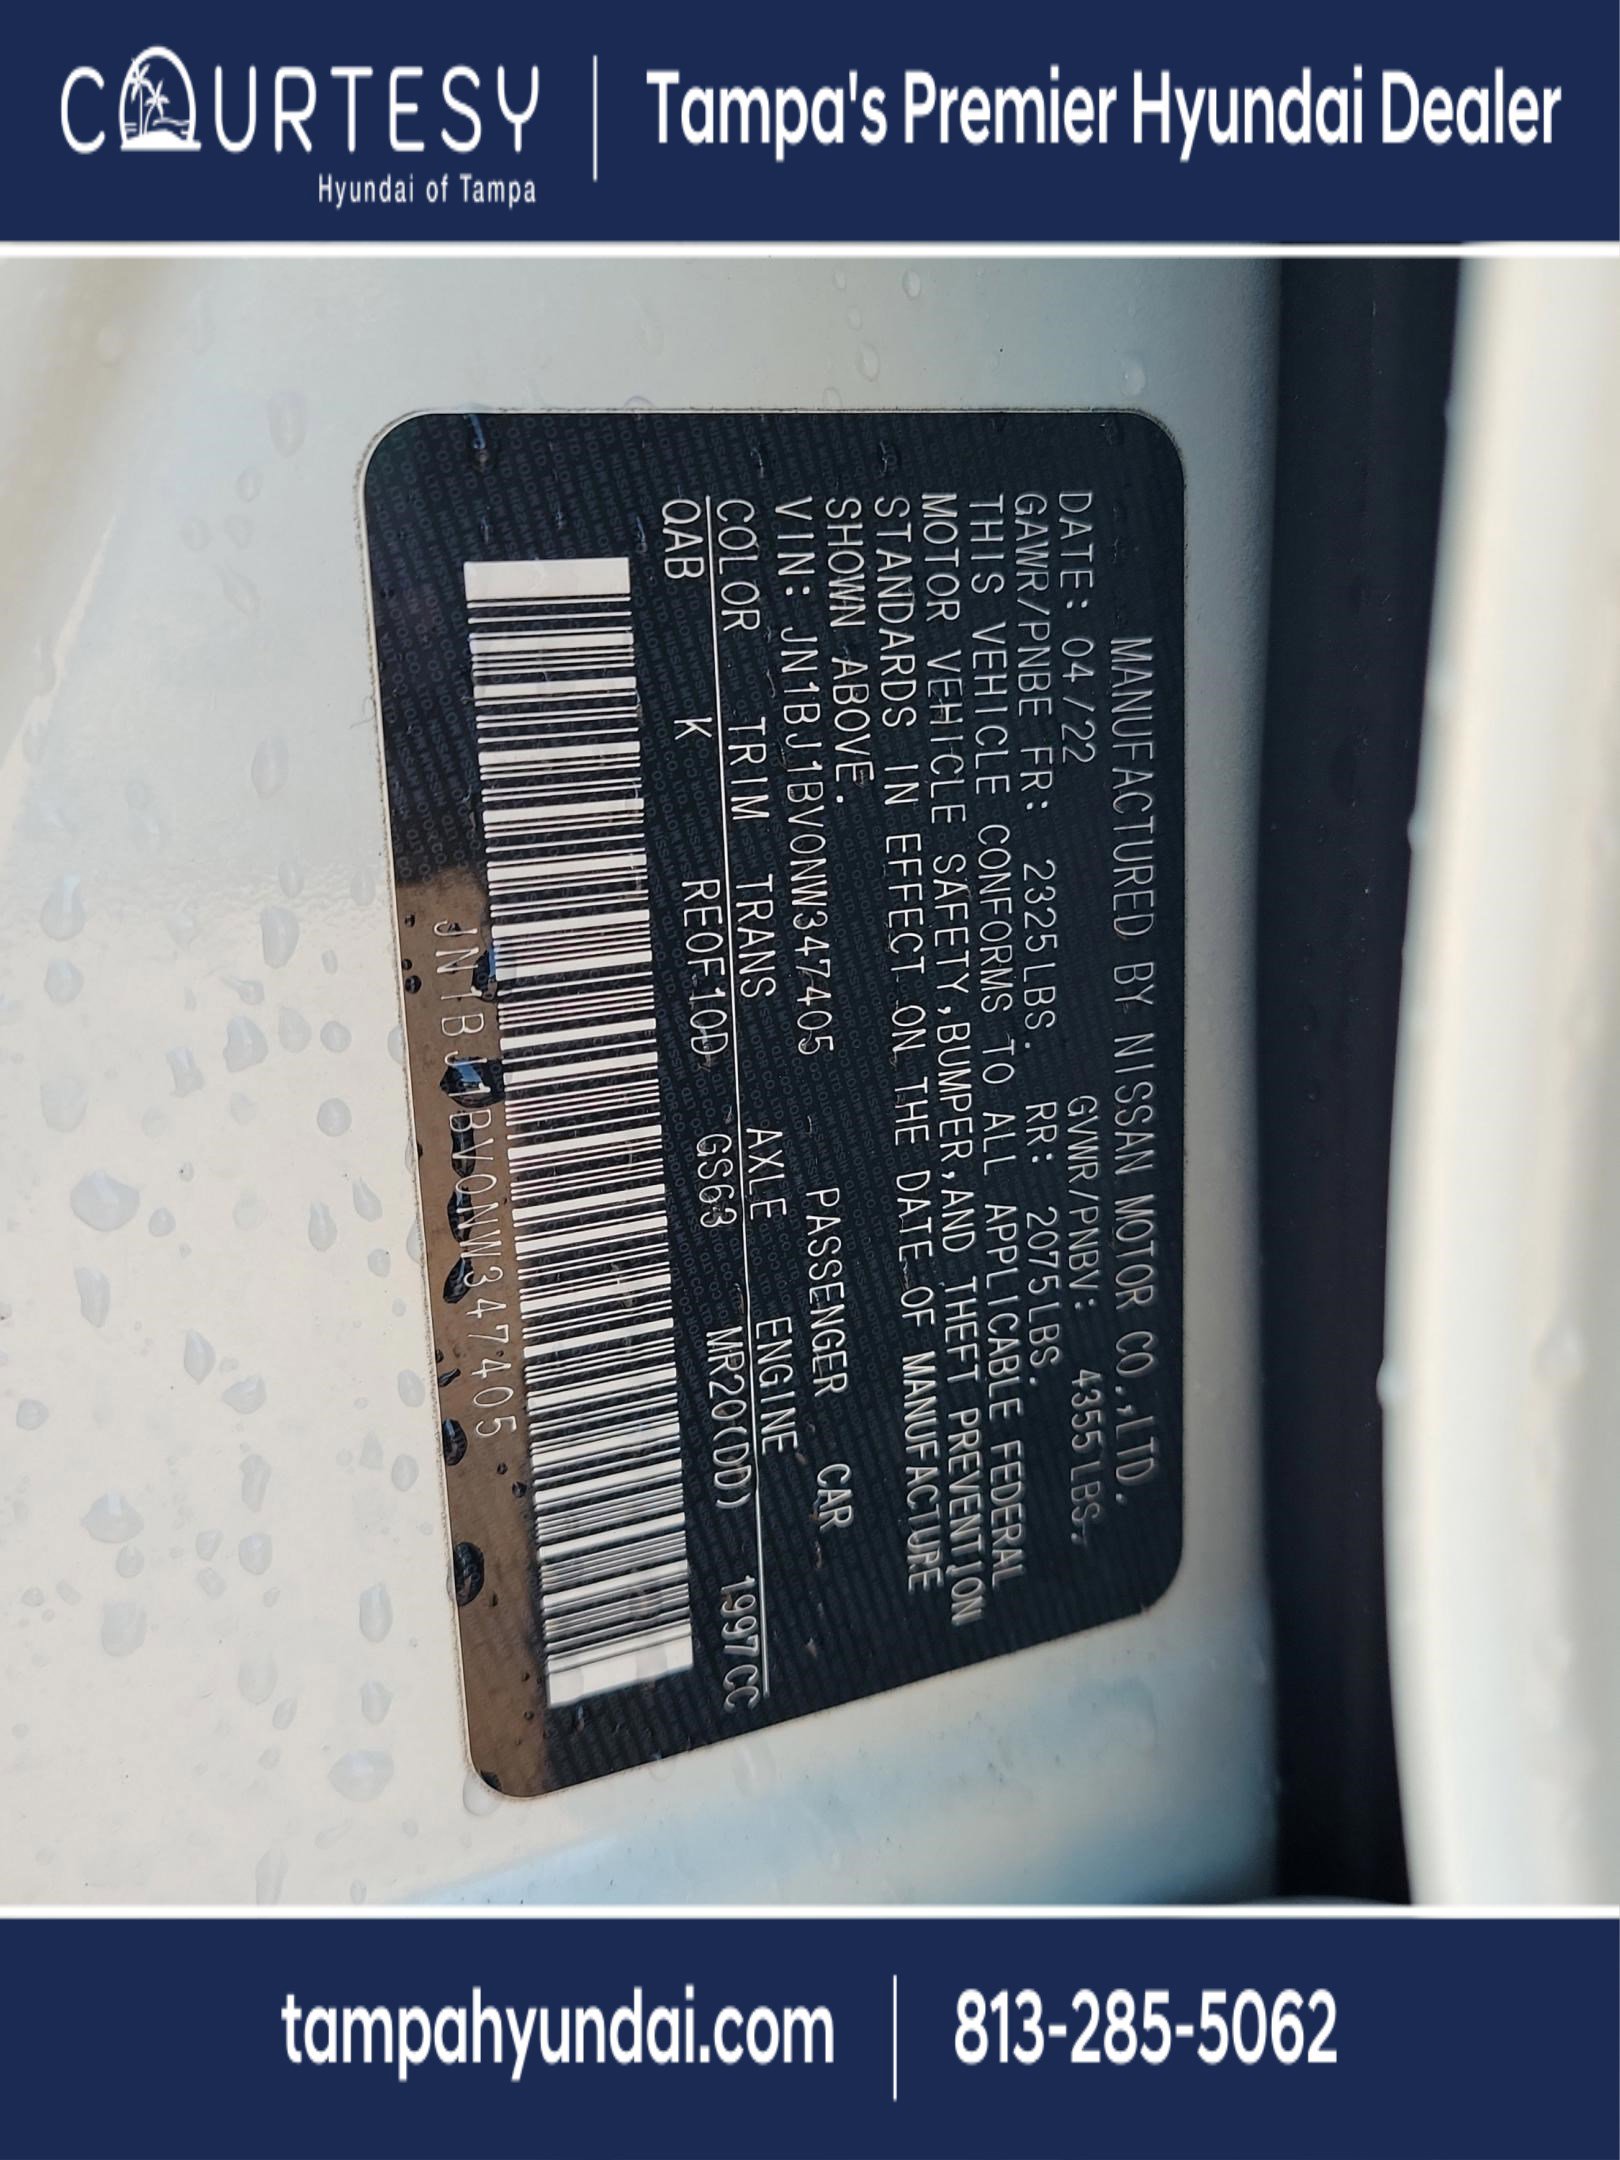 COURTESY
Hyundai of Tampa
Tampa's Premier Hyundai Dealer
MANUFACTURED BY NISSAN MOTOR CO.,LTD.
DATE: 04/22 GVWR/PNBV: 4355LBS.
GAWR/PNBE FR: 2325LBS. RR: 2075LBS.
THIS VEHICLE CONFORMS TO ALL APPLICABLE FEDERAL
MOTOR VEHICLE SAFETY,BUMPER,AND THEFT PREVENTION
STANDARDS IN EFFECT ON THE DATE OF MANUFACTURE
SHOWN ABOVE.
VIN: JN1BJ1BV0NW347405 PASSENGER CAR
COLOR TRIM TRANS AXLE ENGINE
QAB K RE0F10D GS63 MR20(DD) 1997CC
JN1BJ1BV0NW347405
tampahyundai.com
813-285-5062